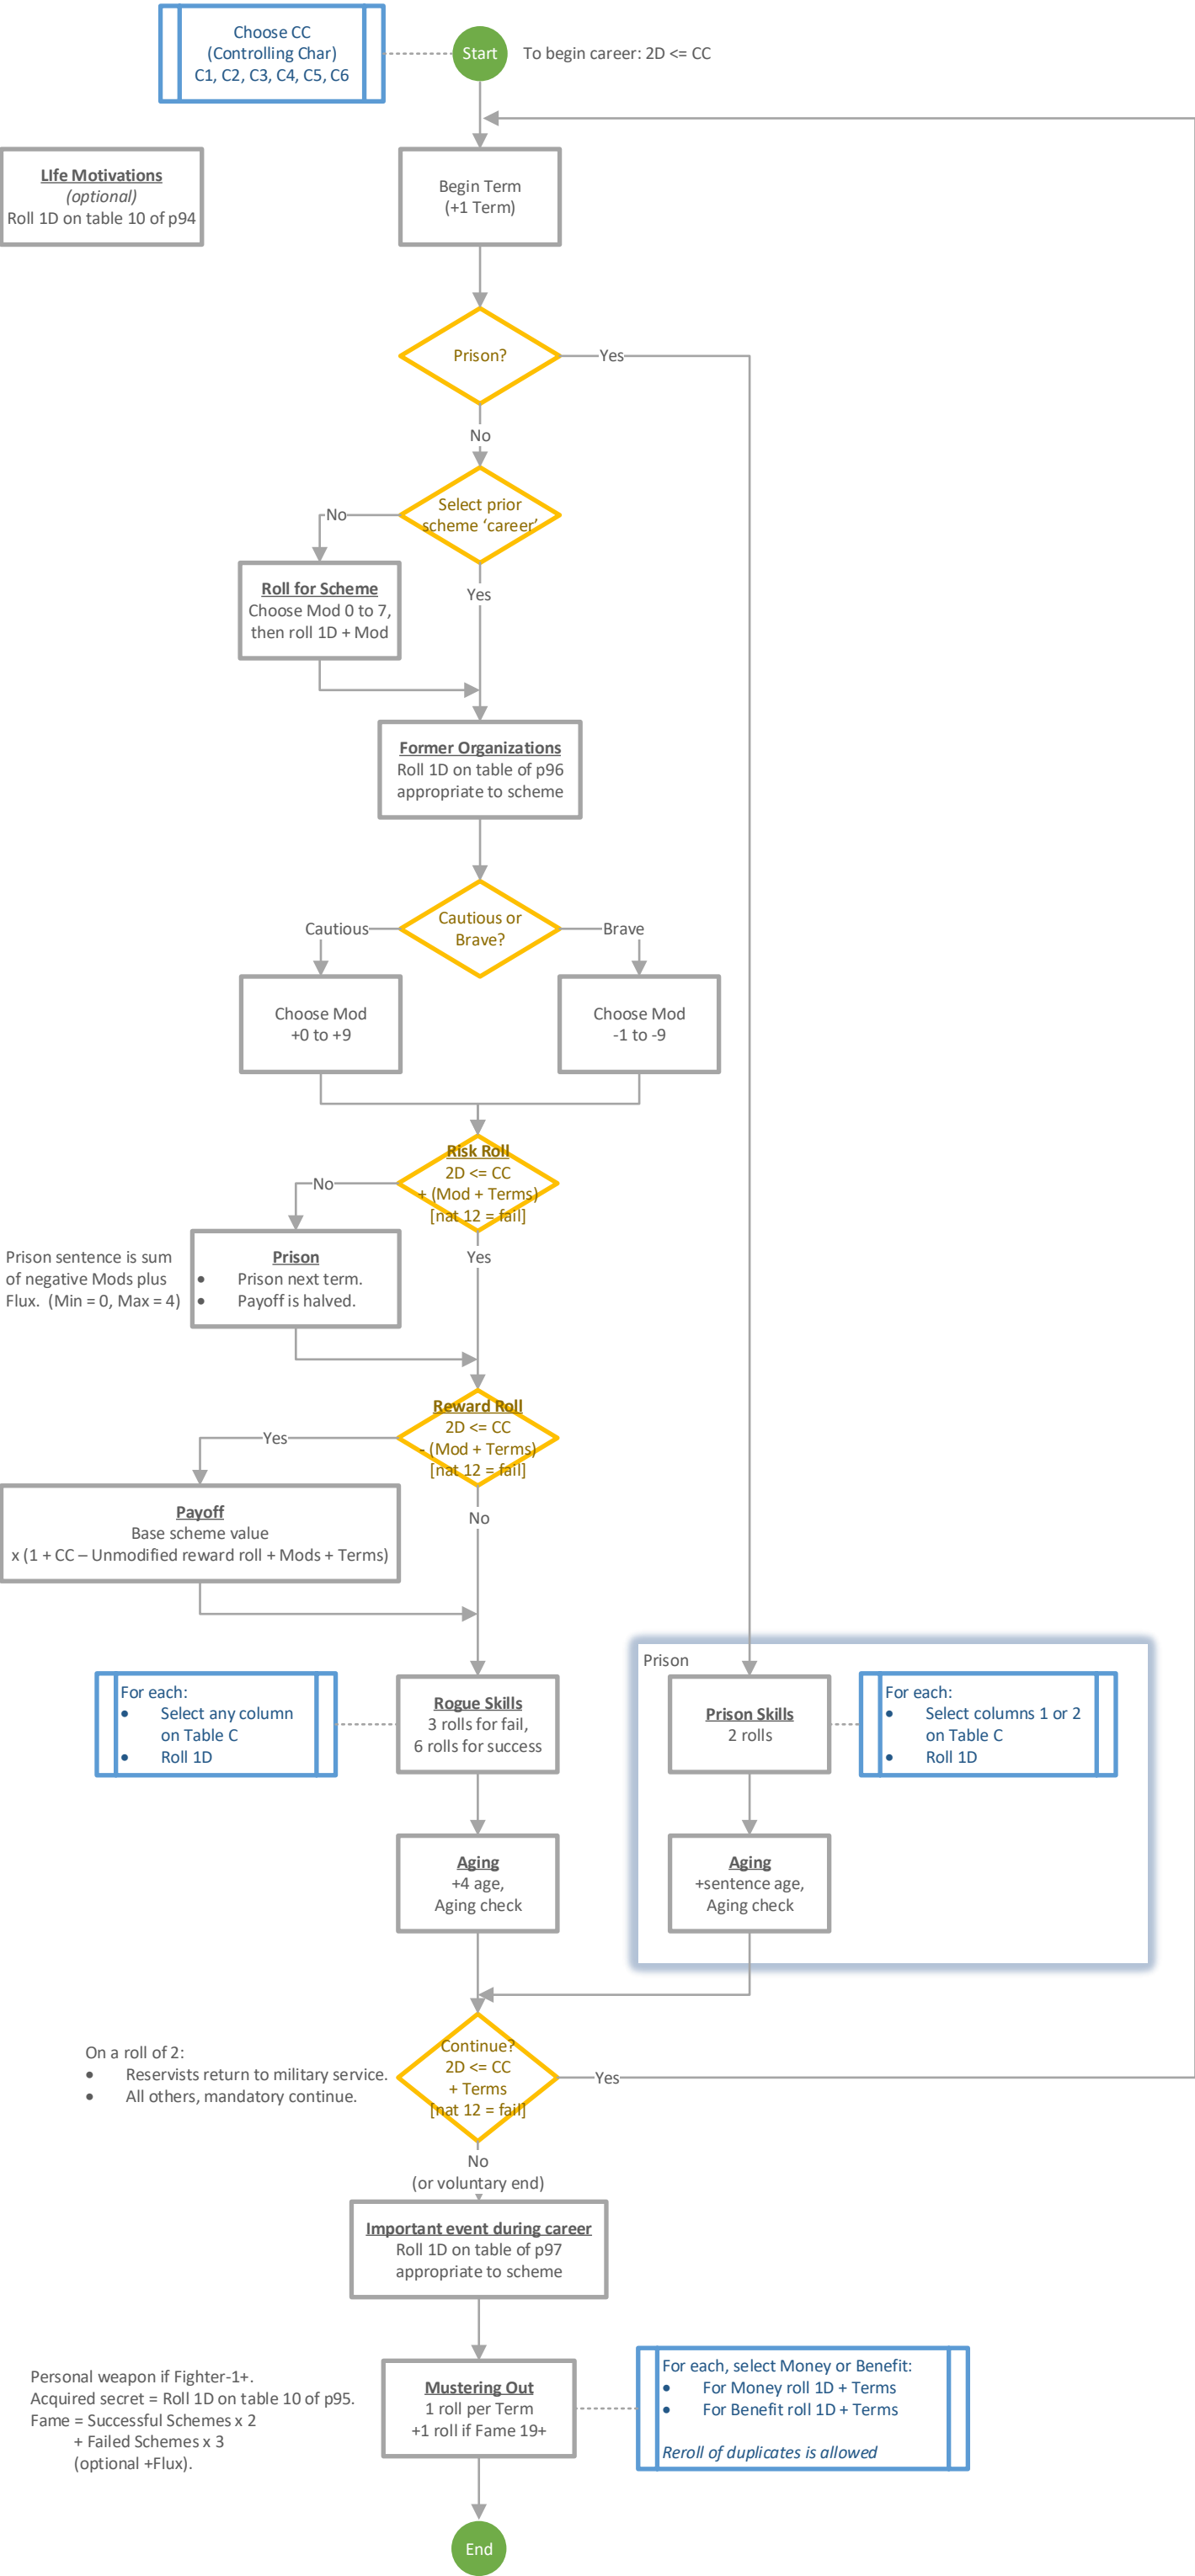 Choose CC
(Controlling Char)
C1, C2, C3, C4, C5, C6
Start
To begin career: 2D <= CC
LIfe Motivations
(optional)
Roll 1D on table 10 of p94
Begin Term
(+1 Term)
Prison?
Yes
No
Select prior
scheme ‘career’
No
Roll for Scheme
Choose Mod 0 to 7,
then roll 1D + Mod
Yes
Former Organizations
Roll 1D on table of p96
appropriate to scheme
Cautious or
Brave?
Cautious
Brave
Choose Mod
+0 to +9
Choose Mod
-1 to -9
Risk Roll
2D <= CC
+ (Mod + Terms)
[nat 12 = fail]
No
Prison sentence is sum
of negative Mods plus
Flux.  (Min = 0, Max = 4)
Prison
• Prison next term.
• Payoff is halved.
Yes
Reward Roll
2D <= CC
- (Mod + Terms)
[nat 12 = fail]
Yes
Payoff
Base scheme value
x (1 + CC – Unmodified reward roll + Mods + Terms)
No
For each:
• Select any column
on Table C
• Roll 1D
Rogue Skills
3 rolls for fail,
6 rolls for success
Prison
Prison Skills
2 rolls
For each:
• Select columns 1 or 2
on Table C
• Roll 1D
Aging
+4 age,
Aging check
Aging
+sentence age,
Aging check
On a roll of 2:
• Reservists return to military service.
• All others, mandatory continue.
Continue?
2D <= CC
+ Terms
[nat 12 = fail]
Yes
No
(or voluntary end)
Important event during career
Roll 1D on table of p97
appropriate to scheme
Personal weapon if Fighter-1+.
Acquired secret = Roll 1D on table 10 of p95.
Fame = Successful Schemes x 2
+ Failed Schemes x 3
(optional +Flux).
Mustering Out
1 roll per Term
+1 roll if Fame 19+
For each, select Money or Benefit:
• For Money roll 1D + Terms
• For Benefit roll 1D + Terms
Reroll of duplicates is allowed
End